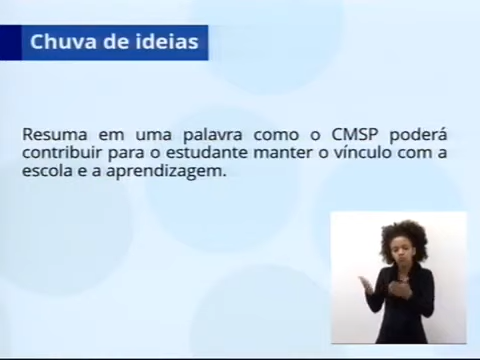 Chuva de ideias
Resuma em uma palavra como o CMSP poderá
contribuir para o estudante manter o vínculo com a
escola e a aprendizagem.